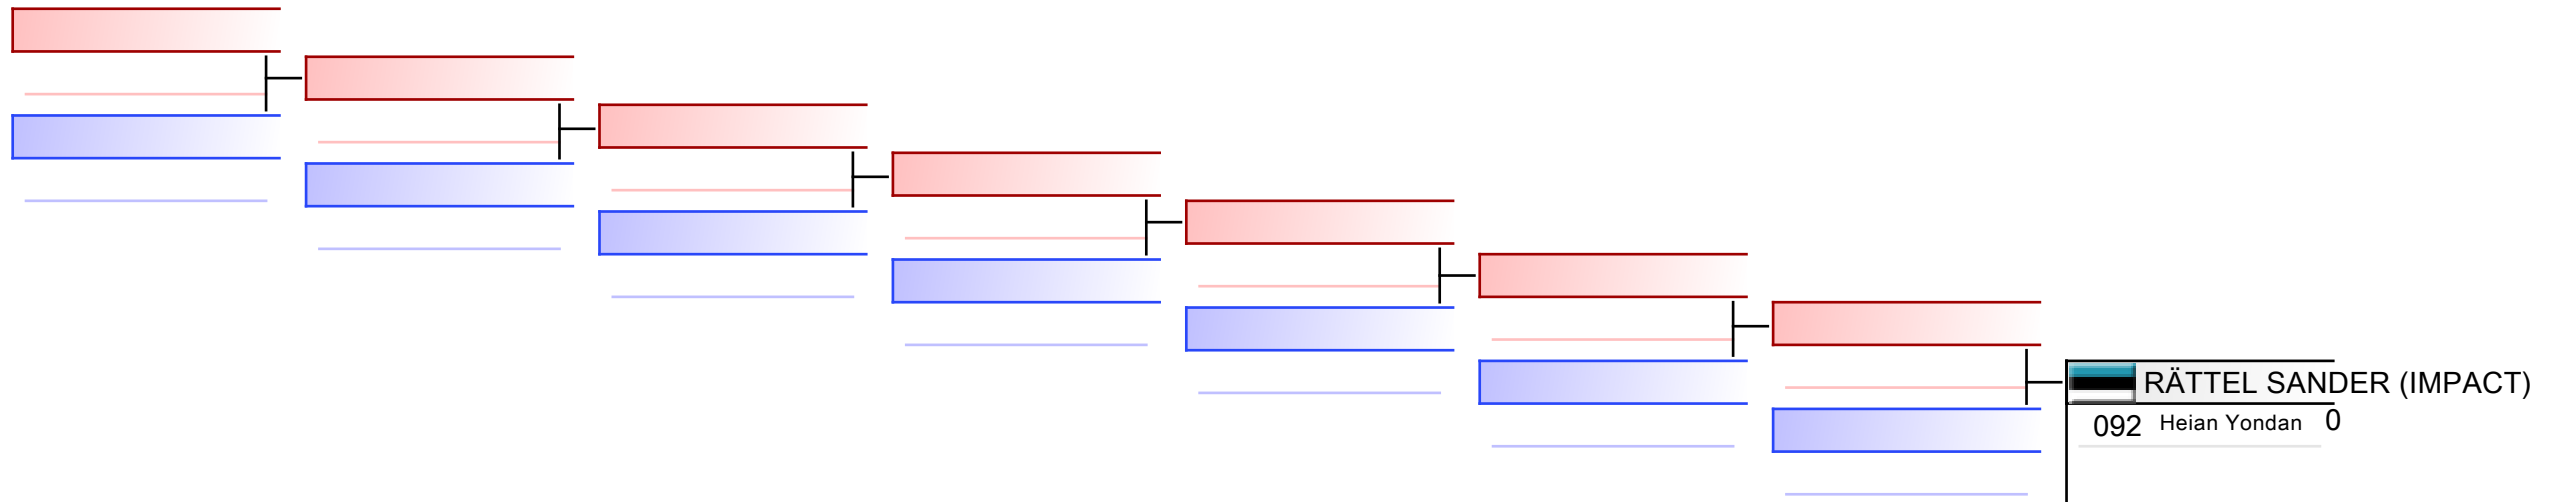 RÄTTEL SANDER (IMPACT)
092 Heian Yondan 0